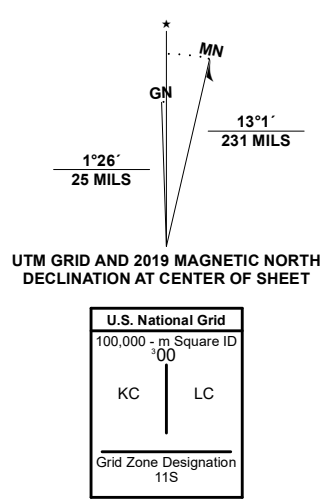 MN
GN
13°1´
231 MILS
1°26´
25 MILS
UTM GRID AND 2019 MAGNETIC NORTH
DECLINATION AT CENTER OF SHEET
U.S. National Grid
100,000 - m Square ID
³00
KC LC
Grid Zone Designation
11S